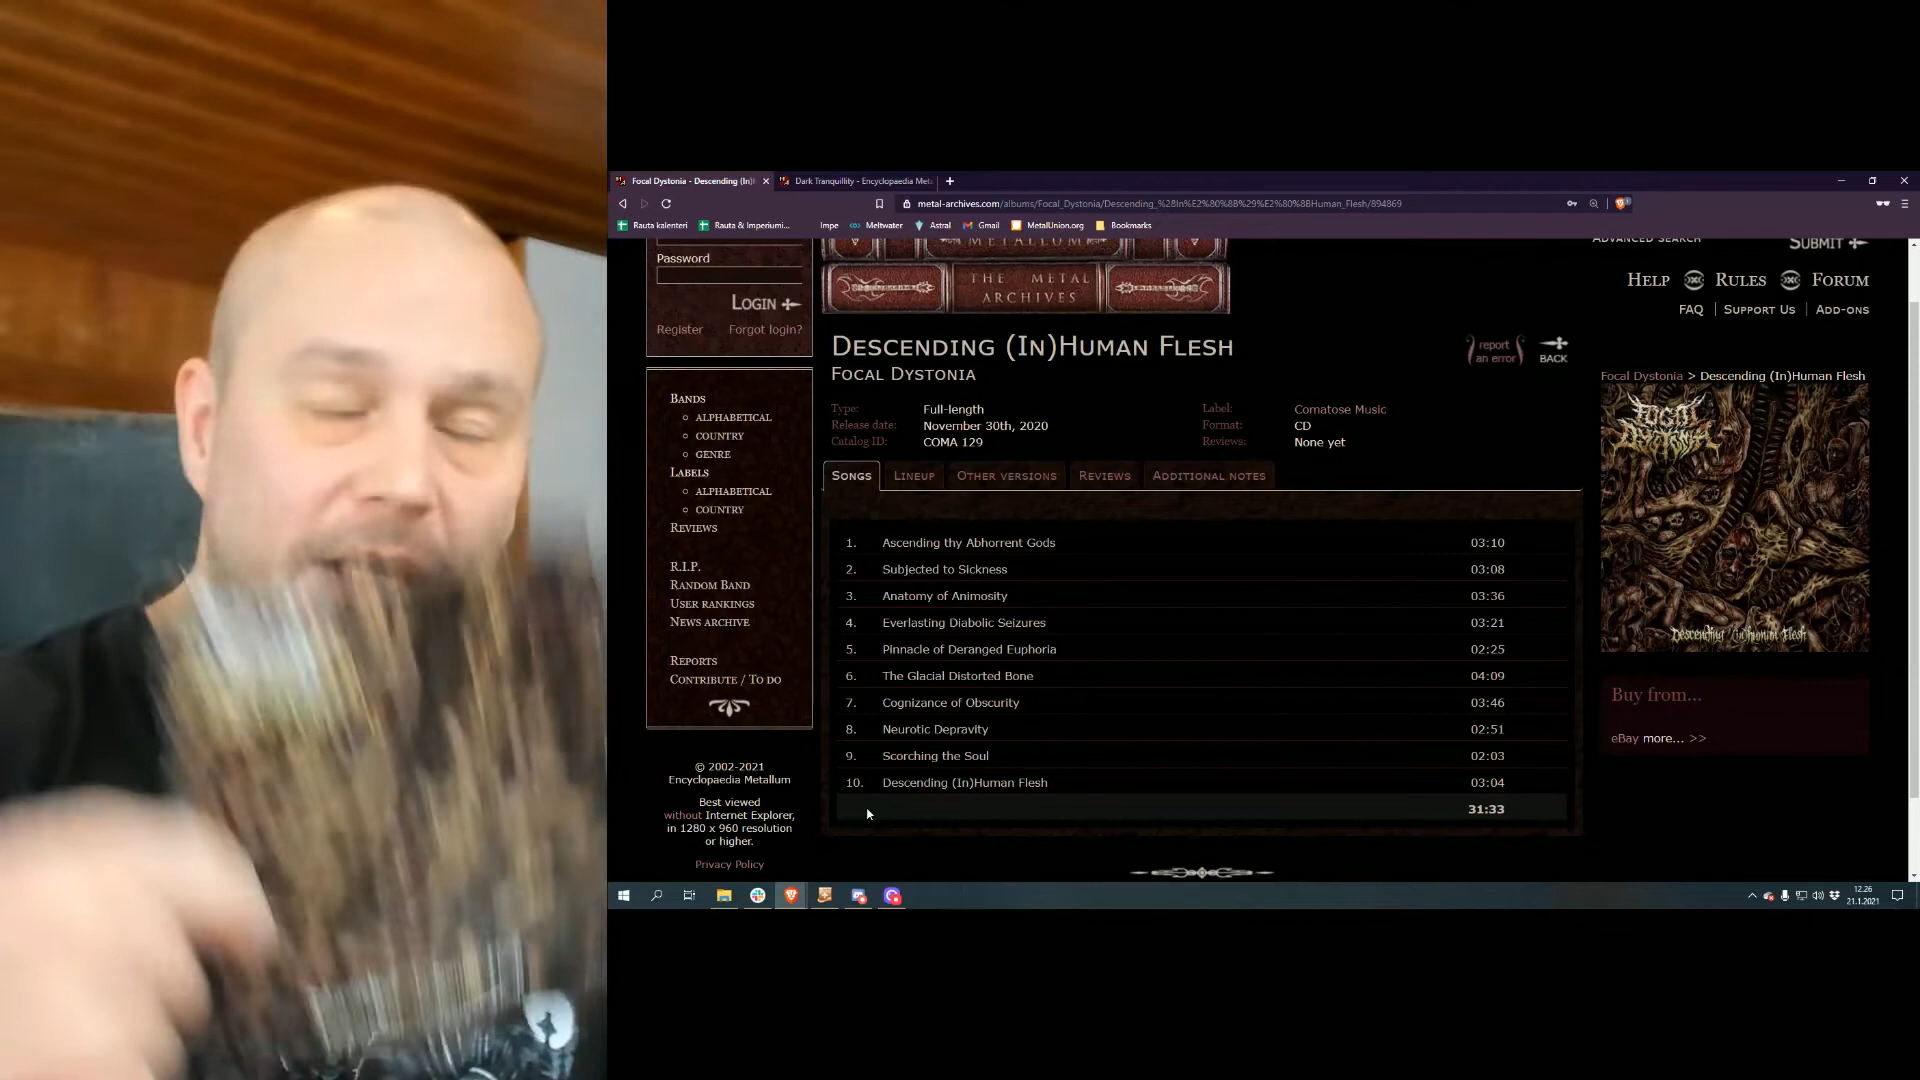 Focal Dystonia - Descending (In)
Dark Tranquillity - Encyclopaedia Met
metal-archives.com/albums/Focal_Dystonia/Descending_%28In%E2%80%8B%29%E2%80%8BHuman_Flesh/894869
Rauta kalenteri
Rauta & Imperiumi...
Impe
Meltwater
Astral
Gmail
MetalUnion.org
Bookmarks
Password
Login
Register
Forgot login?
METALLUM
THE METAL
ARCHIVES
ADVANCED SEARCH
SUBMIT
HELP
RULES
FORUM
FAQ
SUPPORT US
ADD-ONS
Descending (In)Human Flesh
Focal Dystonia
report
an error
BACK
Type: Full-length
Release date: November 30th, 2020
Catalog ID: COMA 129
Label: Comatose Music
Format: CD
Reviews: None yet
Focal Dystonia > Descending (In)Human Flesh
FOCAL
DYSTONIA
Descending (In)Human Flesh
Bands
ALPHABETICAL
COUNTRY
GENRE
Labels
ALPHABETICAL
COUNTRY
Reviews
R.I.P.
Random Band
User rankings
News archive
Reports
Contribute / To do
Songs
Lineup
Other versions
Reviews
Additional notes
1. Ascending thy Abhorrent Gods 03:10
2. Subjected to Sickness 03:08
3. Anatomy of Animosity 03:36
4. Everlasting Diabolic Seizures 03:21
5. Pinnacle of Deranged Euphoria 02:25
6. The Glacial Distorted Bone 04:09
7. Cognizance of Obscurity 03:46
8. Neurotic Depravity 02:51
9. Scorching the Soul 02:03
10. Descending (In)Human Flesh 03:04
31:33
Buy from...
eBay more... >>
© 2002-2021
Encyclopaedia Metallum
Best viewed
without Internet Explorer,
in 1280 x 960 resolution
or higher.
Privacy Policy
12.26
21.1.2021